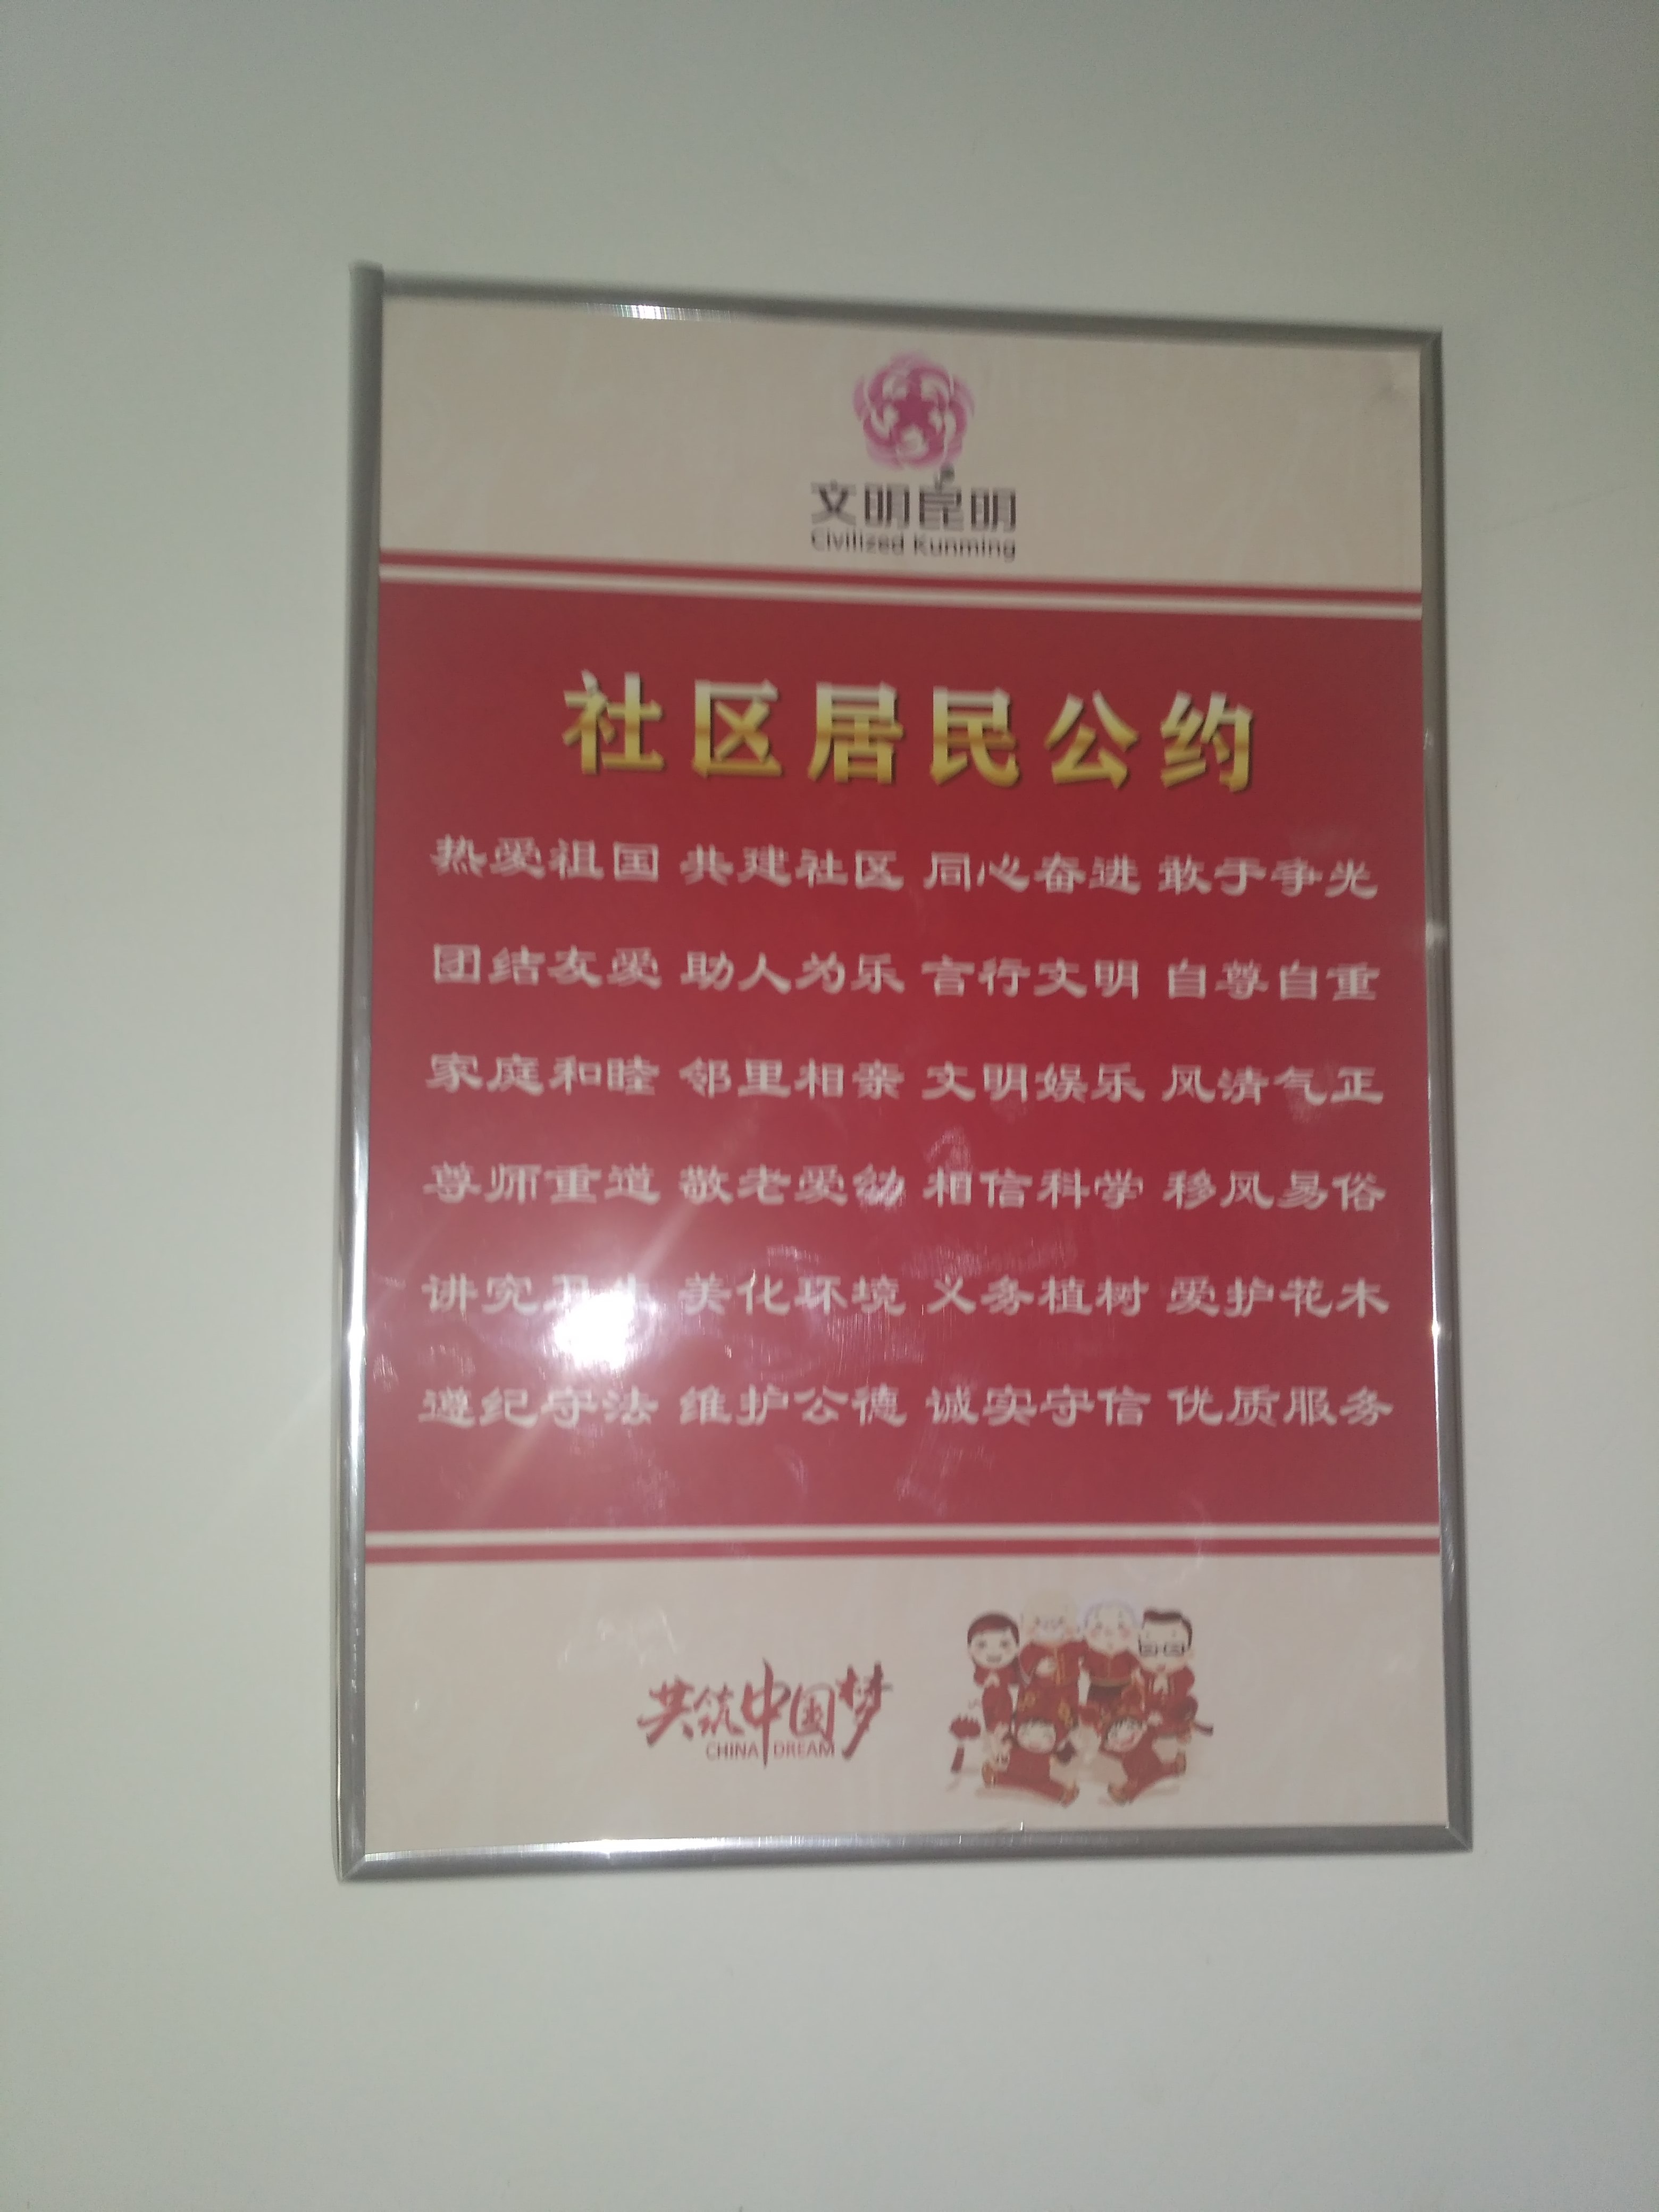 文明昆明
Civilized Kunming
社区居民公约
热爱祖国 共建社区 同心奋进 敢于争光
团结友爱 助人为乐 言行文明 自尊自重
家庭和睦 邻里相亲 文明娱乐 风清气正
尊师重道 敬老爱幼 相信科学 移风易俗
讲究卫生 美化环境 义务植树 爱护花木
遵纪守法 维护公德 诚实守信 优质服务
共筑中国梦
CHINA DREAM